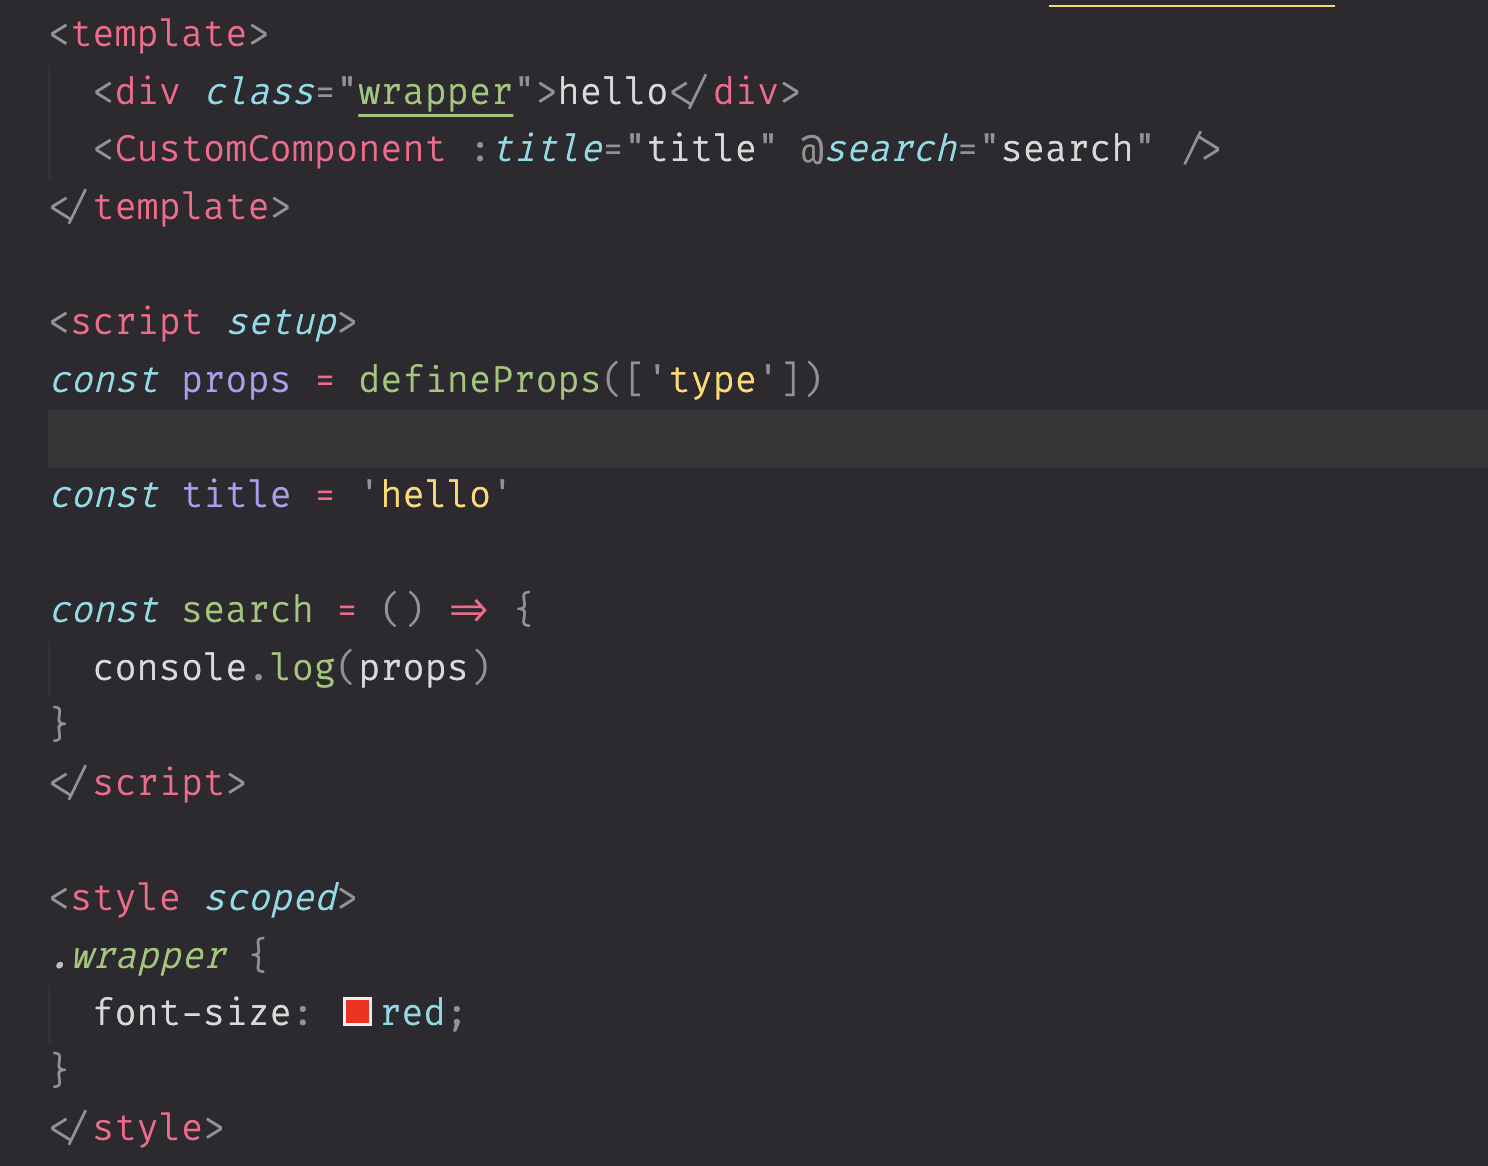 <template>
  <div class="wrapper">hello</div>
  <CustomComponent :title="title" @search="search" />
</template>

<script setup>
const props = defineProps(['type'])

const title = 'hello'

const search = () => {
  console.log(props)
}
</script>

<style scoped>
.wrapper {
  font-size: red;
}
</style>